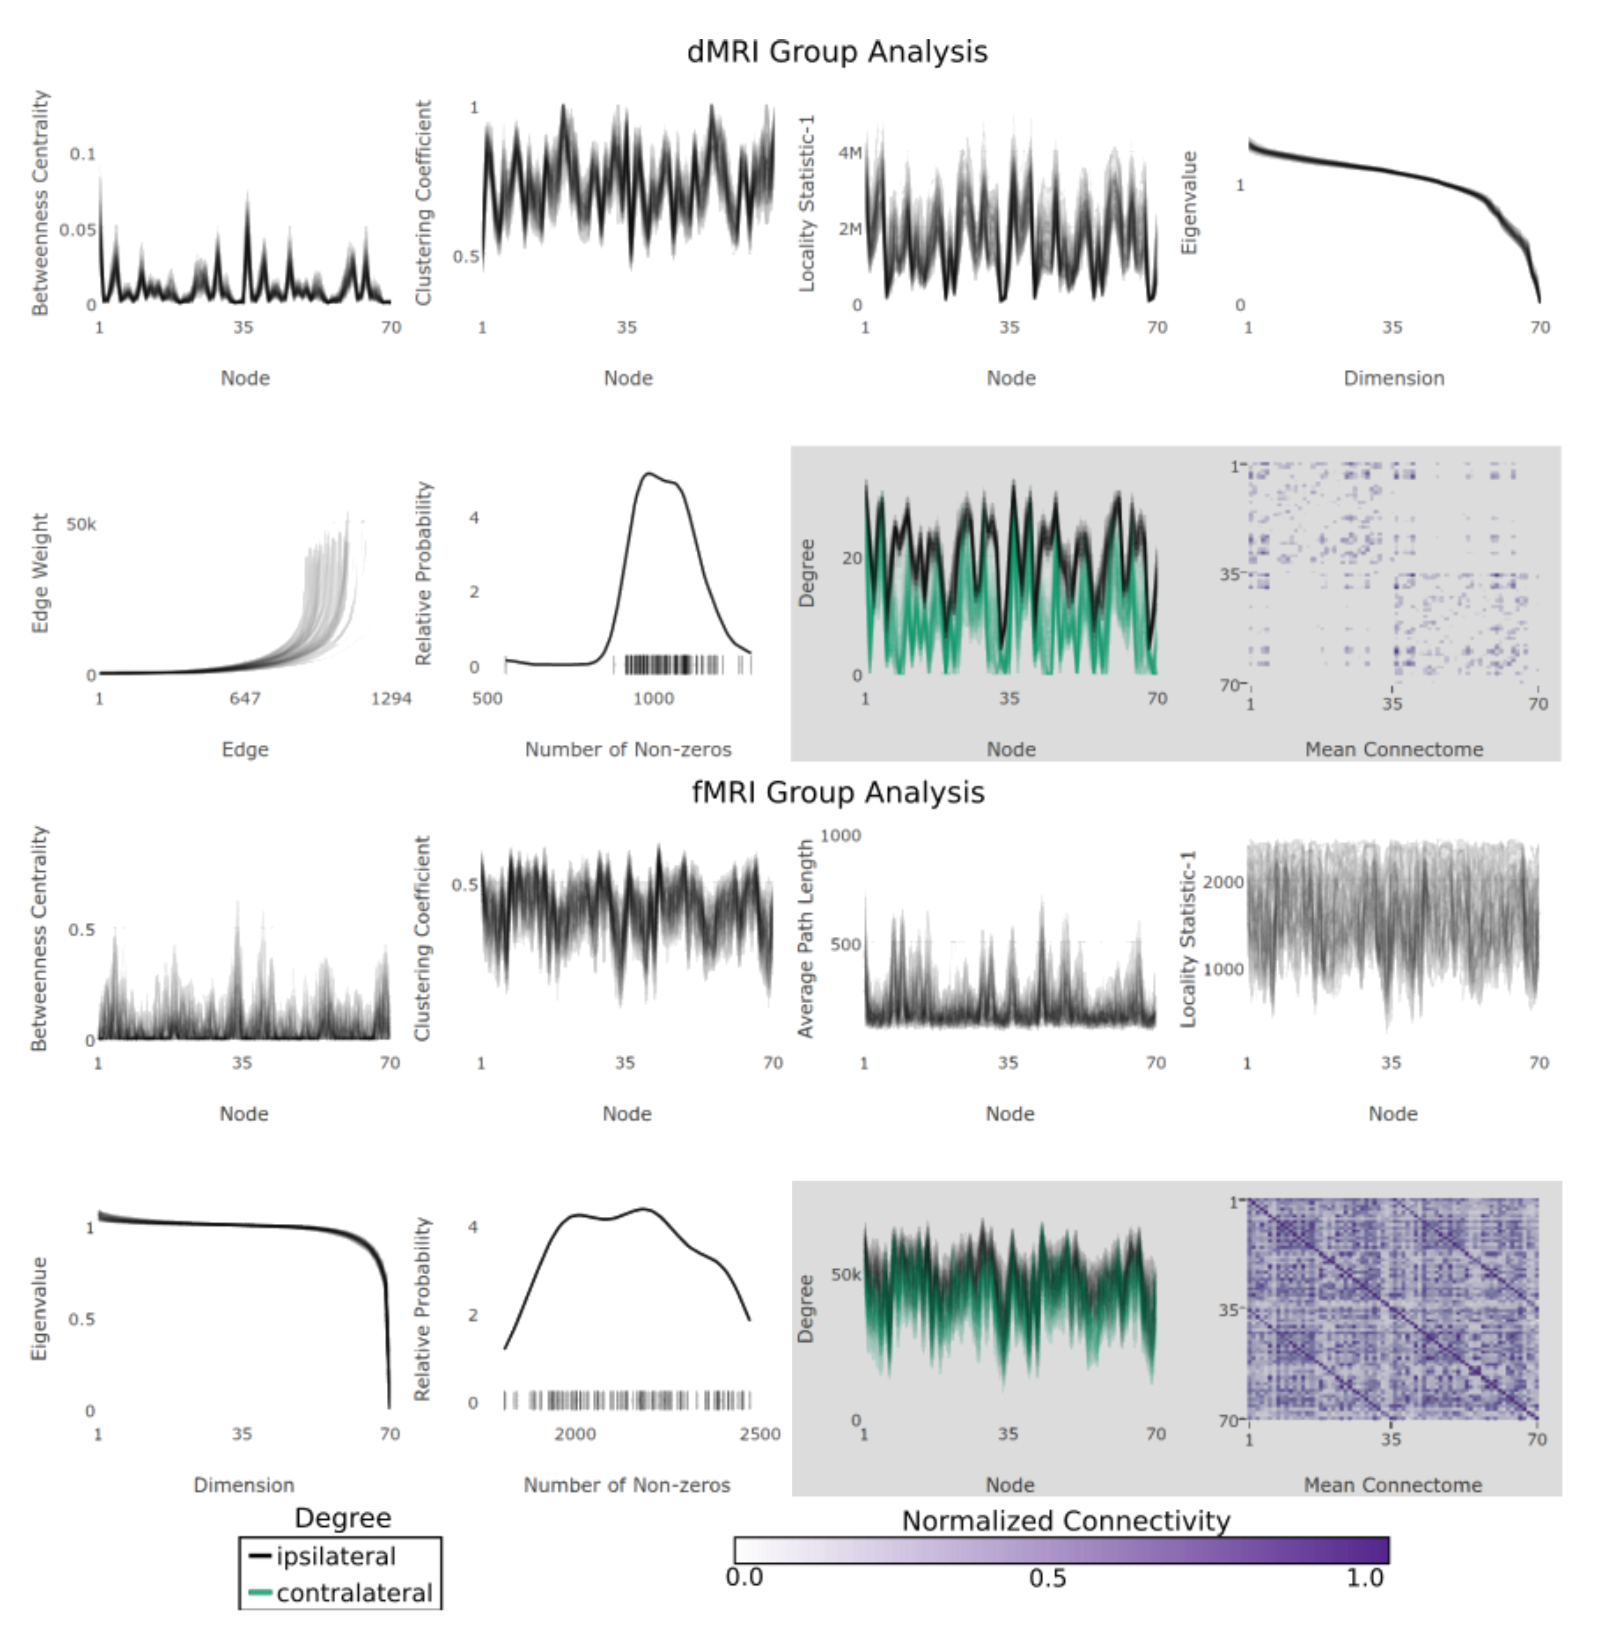 dMRI Group Analysis
Betweenness Centrality
0.1
0.05
0
1
35
70
Node
Clustering Coefficient
1
0.5
1
35
Node
Locality Statistic-1
4M
2M
0
1
35
70
Node
Eigenvalue
1
0
1
35
70
Dimension
Edge Weight
50k
0
1
647
1294
Edge
Relative Probability
4
2
0
500
1000
Number of Non-zeros
Degree
20
0
1
35
70
Node
1
35
70
1
35
70
Mean Connectome
fMRI Group Analysis
Betweenness Centrality
0.5
0
1
35
70
Node
Clustering Coefficient
0.5
1
35
70
Node
Average Path Length
1000
500
1
35
70
Node
Locality Statistic-1
2000
1000
1
35
70
Node
Eigenvalue
1
0.5
0
1
35
70
Dimension
Relative Probability
4
2
0
2000
2500
Number of Non-zeros
Degree
50k
0
1
35
70
Node
1
35
70
1
35
70
Mean Connectome
Degree
ipsilateral
contralateral
Normalized Connectivity
0.0
0.5
1.0